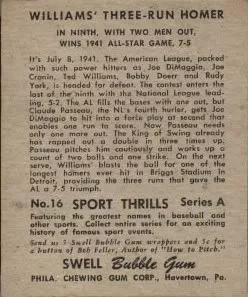 WILLIAMS' THREE-RUN HOMER
IN NINTH, WITH TWO MEN OUT,
WINS 1941 ALL-STAR GAME, 7-5
It's July 8, 1941. The American League, packed
with such power hitters as Joe DiMaggio, Joe
Cronin, Ted Williams, Bobby Doerr and Rudy
York, is headed for defeat. The contest enters the
last of the ninth with the National League lead-
ing, 5-2. The AL fills the bases with one out, but
Claude Passeau, the NL's fourth hurler, gets Joe
DiMaggio to hit into a force play at second that
enables one run to score. Now Passeau needs
only one more out. The King of Swing already
has rapped out a double in three times up.
Passeau pitches him cautiously and works up a
count of two balls and one strike. On the next
serve, Williams' blasts the ball for one of the
longest homers ever hit in Briggs Stadium in
Detroit, providing the three runs that gave the
AL a 7-5 triumph.
No.16 SPORT THRILLS Series A
Featuring the greatest names in baseball and
other sports. Collect entire series for an exciting
history of famous sport events.
Send us 5 Swell Bubble Gum wrappers and 5c for
a button of Bob Feller, Author of "How to Pitch."
SWELL Bubble Gum
PHILA. CHEWING GUM CORP., Havertown, Pa.